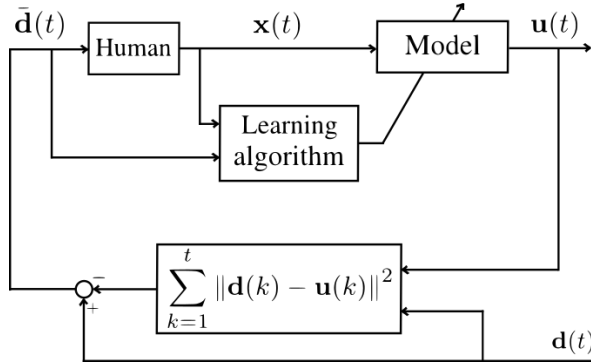 d̄(t)
Human
x(t)
Model
u(t)
Learning
algorithm
∑_{k=1}^{t} ‖d(k) − u(k)‖²
−
+
d(t)